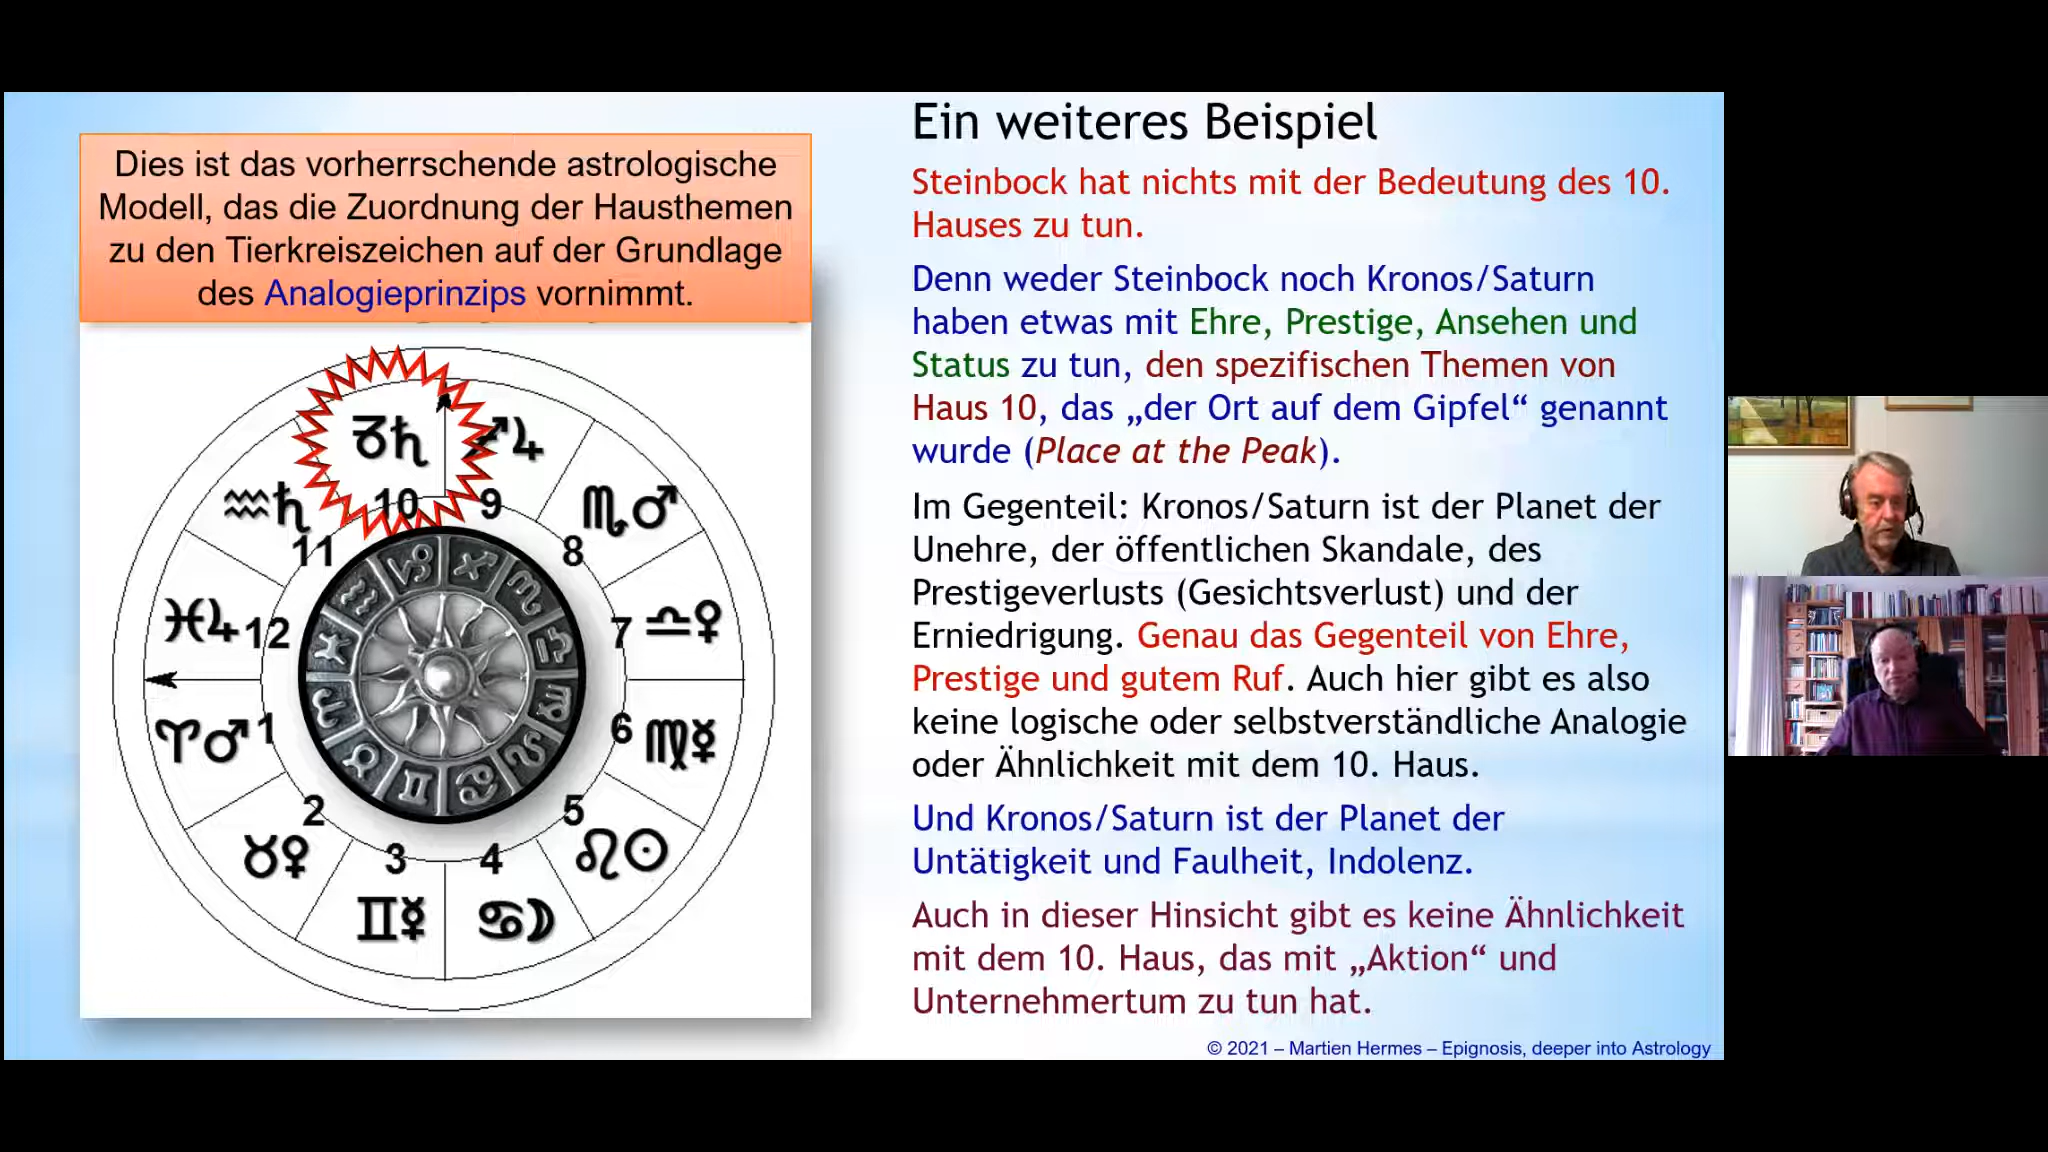 Dies ist das vorherrschende astrologische
Modell, das die Zuordnung der Hausthemen
zu den Tierkreiszeichen auf der Grundlage
des Analogieprinzips vornimmt.
♑♄ ♐♃
♒♄ 10 9 ♏♂
11 8
♓♃ 12 7 ♎♀
♈♂ 1 6 ♍☿
2 5
♉♀ 3 4 ♌☉
♊☿ ♋☽
Ein weiteres Beispiel
Steinbock hat nichts mit der Bedeutung des 10.
Hauses zu tun.
Denn weder Steinbock noch Kronos/Saturn
haben etwas mit Ehre, Prestige, Ansehen und
Status zu tun, den spezifischen Themen von
Haus 10, das „der Ort auf dem Gipfel“ genannt
wurde (Place at the Peak).
Im Gegenteil: Kronos/Saturn ist der Planet der
Unehre, der öffentlichen Skandale, des
Prestigeverlusts (Gesichtsverlust) und der
Erniedrigung. Genau das Gegenteil von Ehre,
Prestige und gutem Ruf. Auch hier gibt es also
keine logische oder selbstverständliche Analogie
oder Ähnlichkeit mit dem 10. Haus.
Und Kronos/Saturn ist der Planet der
Untätigkeit und Faulheit, Indolenz.
Auch in dieser Hinsicht gibt es keine Ähnlichkeit
mit dem 10. Haus, das mit „Aktion“ und
Unternehmertum zu tun hat.
© 2021 – Martien Hermes – Epignosis, deeper into Astrology